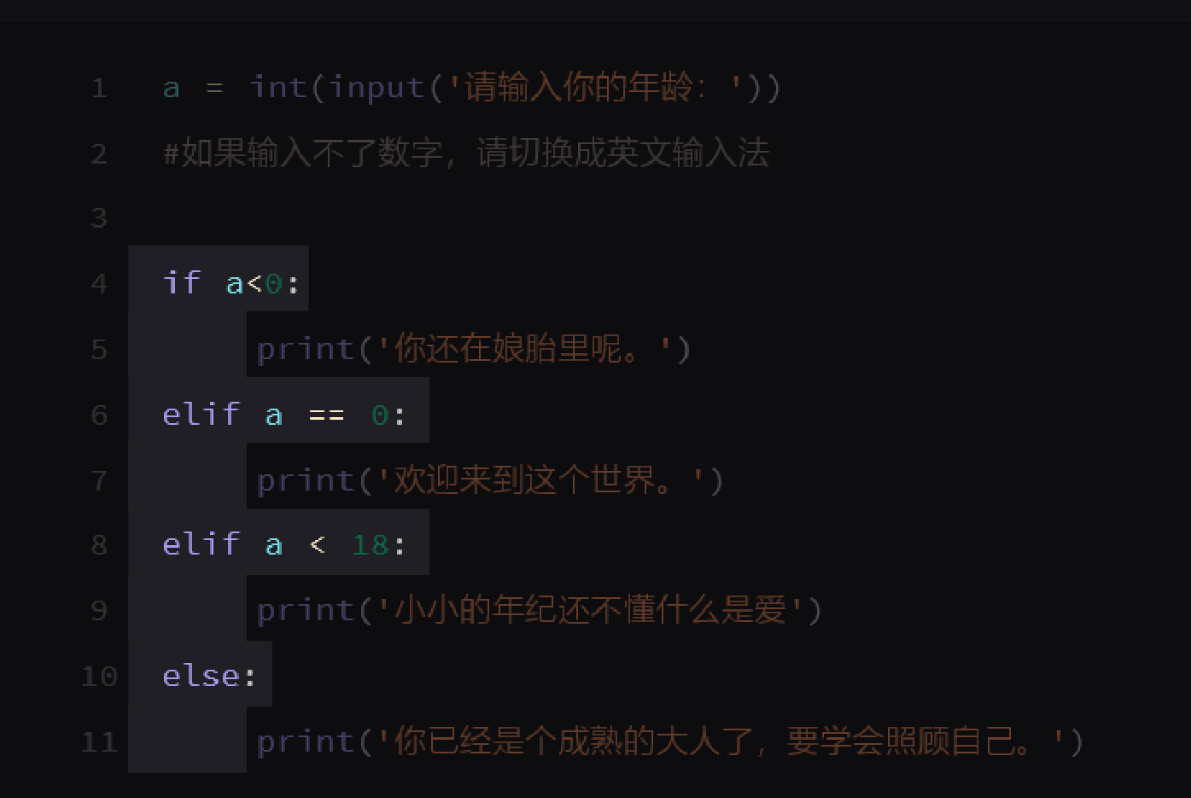 1 a = int(input('请输入你的年龄: '))
2 #如果输入不了数字，请切换成英文输入法
3
4 if a<0:
5 print('你还在娘胎里呢。')
6 elif a == 0:
7 print('欢迎来到这个世界。')
8 elif a < 18:
9 print('小小的年纪还不懂什么是爱')
10 else:
11 print('你已经是个成熟的大人了，要学会照顾自己。')